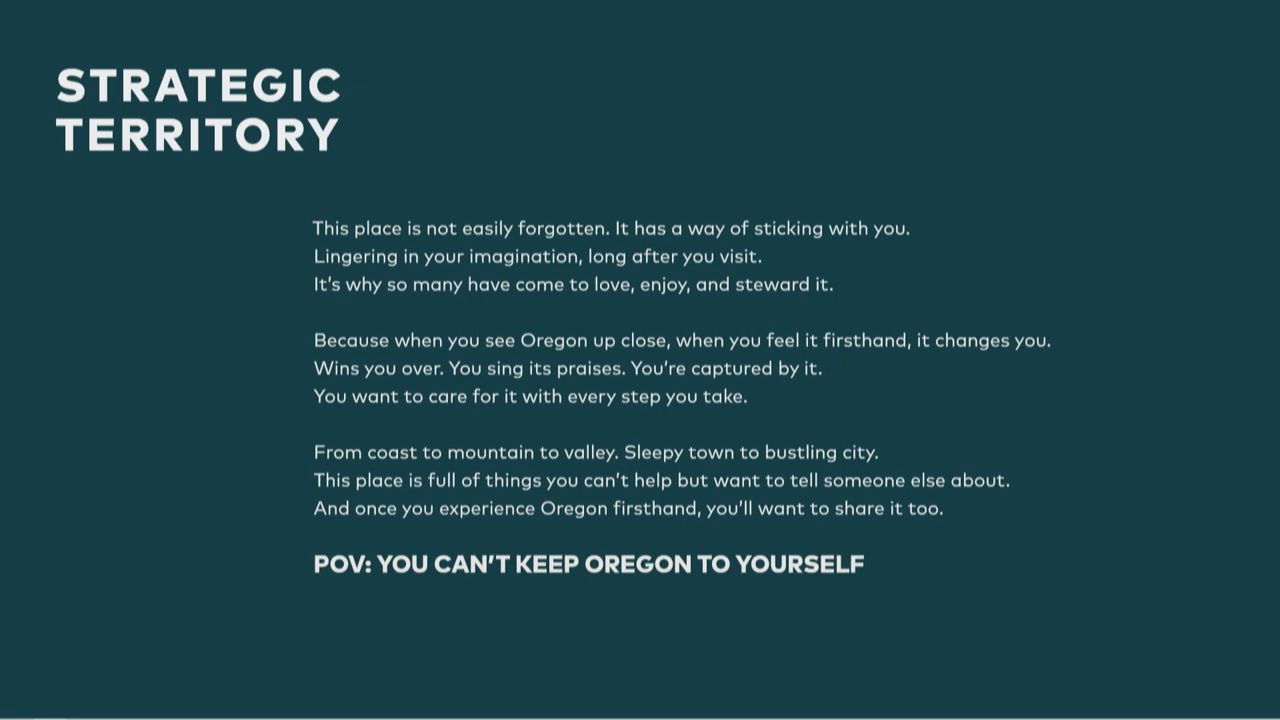 STRATEGIC
TERRITORY
This place is not easily forgotten. It has a way of sticking with you.
Lingering in your imagination, long after you visit.
It’s why so many have come to love, enjoy, and steward it.
Because when you see Oregon up close, when you feel it firsthand, it changes you.
Wins you over. You sing its praises. You’re captured by it.
You want to care for it with every step you take.
From coast to mountain to valley. Sleepy town to bustling city.
This place is full of things you can’t help but want to tell someone else about.
And once you experience Oregon firsthand, you’ll want to share it too.
POV: YOU CAN’T KEEP OREGON TO YOURSELF